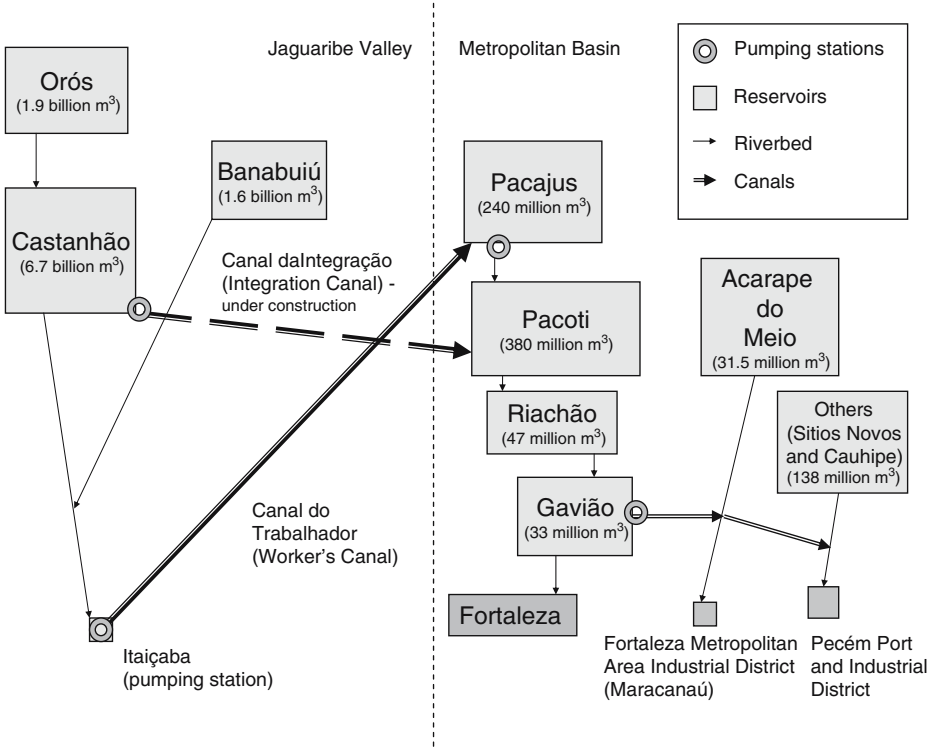 Jaguaribe Valley
Metropolitan Basin
Pumping stations
Reservoirs
Riverbed
Canals
Orós
(1.9 billion m³)
Banabuiú
(1.6 billion m³)
Castanhão
(6.7 billion m³)
Canal daIntegração
(Integration Canal) -
under construction
Canal do
Trabalhador
(Worker's Canal)
Itaiçaba
(pumping station)
Pacajus
(240 million m³)
Pacoti
(380 million m³)
Riachão
(47 million m³)
Gavião
(33 million m³)
Fortaleza
Acarape
do
Meio
(31.5 million m³)
Others
(Sitios Novos
and Cauhipe)
(138 million m³)
Fortaleza Metropolitan
Area Industrial District
(Maracanaú)
Pecém Port
and Industrial
District